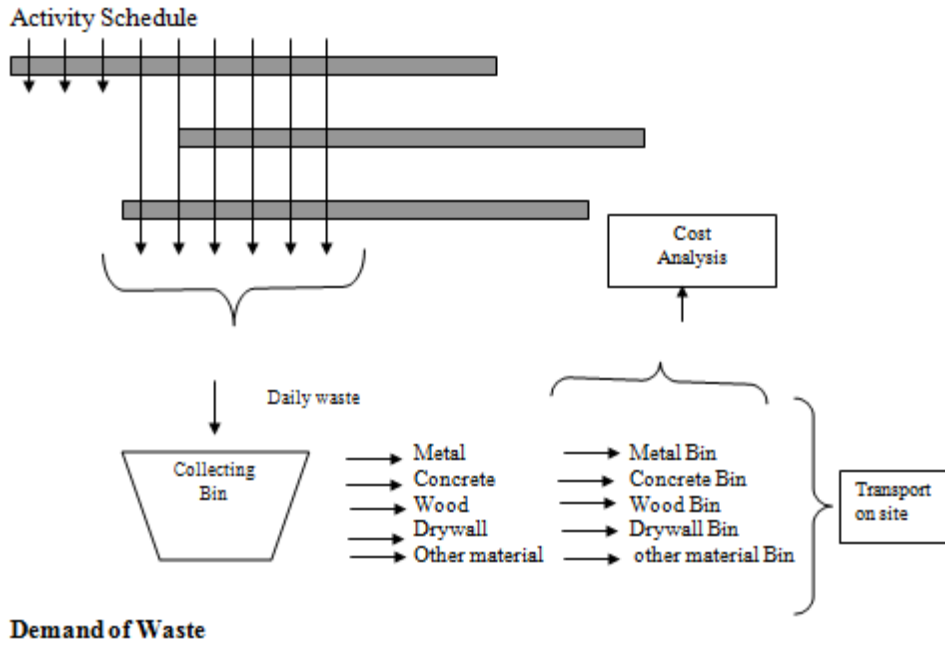 Activity Schedule
Cost
Analysis
Daily waste
Collecting
Bin
Metal
Concrete
Wood
Drywall
Other material
Metal Bin
Concrete Bin
Wood Bin
Drywall Bin
other material Bin
Transport
on site
Demand of Waste